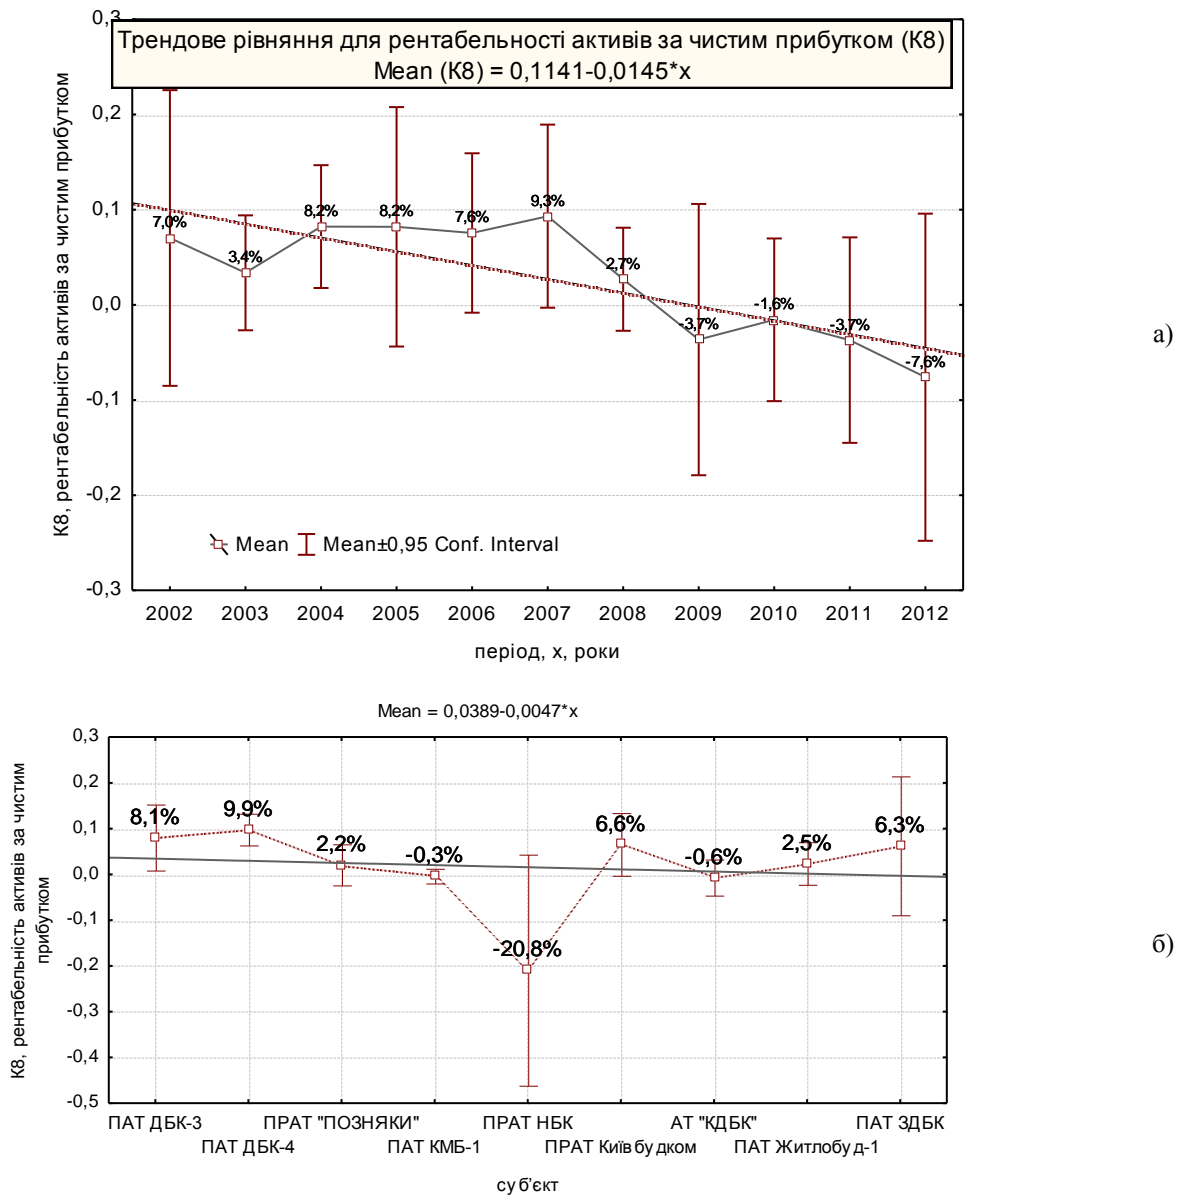 0,3
Трендове рівняння для рентабельності активів за чистим прибутком (К8)
Mean (К8) = 0,1141-0,0145*x
К8, рентабельність активів за чистим прибутком
0,2
0,1
0,0
-0,1
-0,2
-0,3
7,0%
3,4%
8,2%
8,2%
7,6%
9,3%
2,7%
-3,7%
-1,6%
-3,7%
-7,6%
Mean Mean±0,95 Conf. Interval
2002 2003 2004 2005 2006 2007 2008 2009 2010 2011 2012
період, х, роки
а)
Mean = 0,0389-0,0047*x
К8, рентабельність активів за чистим
прибутком
0,3
0,2
0,1
0,0
-0,1
-0,2
-0,3
-0,4
-0,5
8,1%
9,9%
2,2%
-0,3%
-20,8%
6,6%
-0,6%
2,5%
6,3%
ПАТ ДБК-3 ПРАТ "ПОЗНЯКИ" ПРАТ НБК АТ "КДБК" ПАТ ЗДБК
ПАТ ДБК-4 ПАТ КМБ-1 ПРАТ Київбудком ПАТ Житлобуд-1
суб'єкт
б)